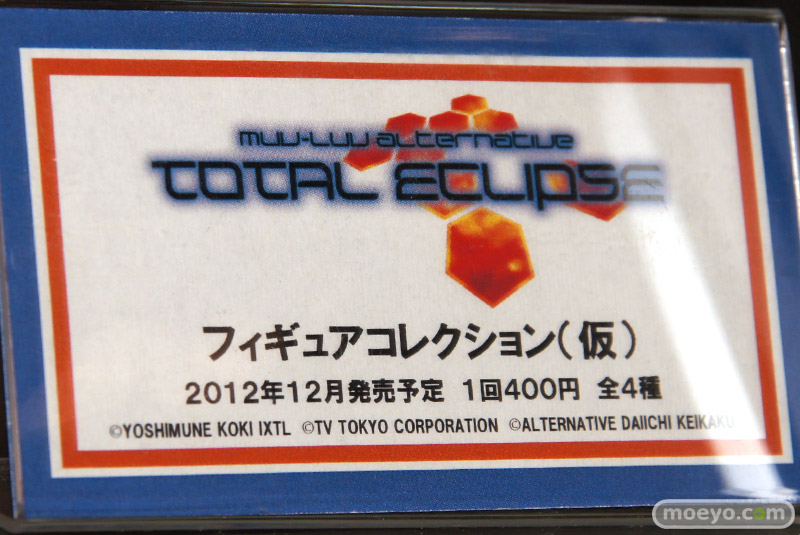 muv-luv alternative
TOTAL ECLIPSE
フィギュアコレクション(仮)
2012年12月発売予定 1回400円 全4種
©YOSHIMUNE KOKI IXTL ©TV TOKYO CORPORATION ©ALTERNATIVE DAIICHI KEIKAKU
moeyo.com